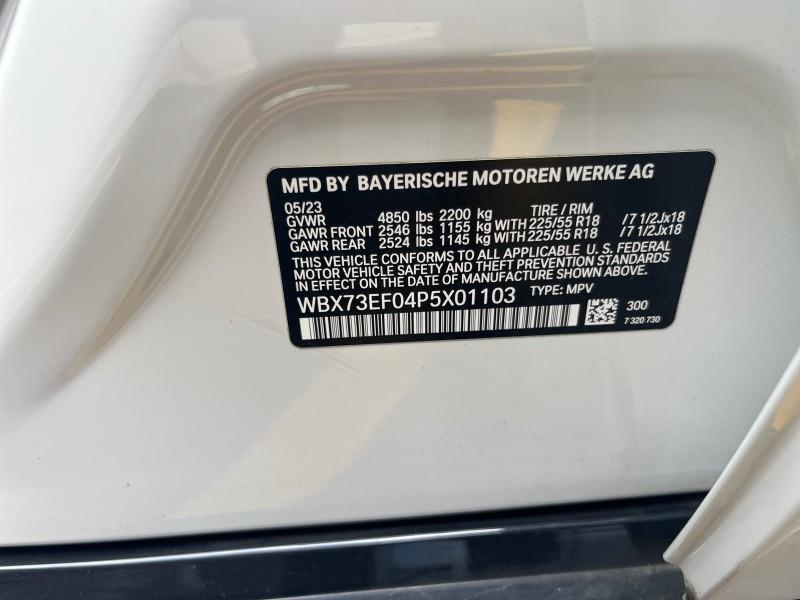 MFD BY BAYERISCHE MOTOREN WERKE AG
05/23
GVWR 4850 lbs 2200 kg TIRE / RIM
GAWR FRONT 2546 lbs 1155 kg WITH 225/55 R18 /7 1/2Jx18
GAWR REAR 2524 lbs 1145 kg WITH 225/55 R18 /7 1/2Jx18
THIS VEHICLE CONFORMS TO ALL APPLICABLE U. S. FEDERAL
MOTOR VEHICLE SAFETY AND THEFT PREVENTION STANDARDS
IN EFFECT ON THE DATE OF MANUFACTURE SHOWN ABOVE.
WBX73EF04P5X01103 TYPE: MPV
300
7 320 730